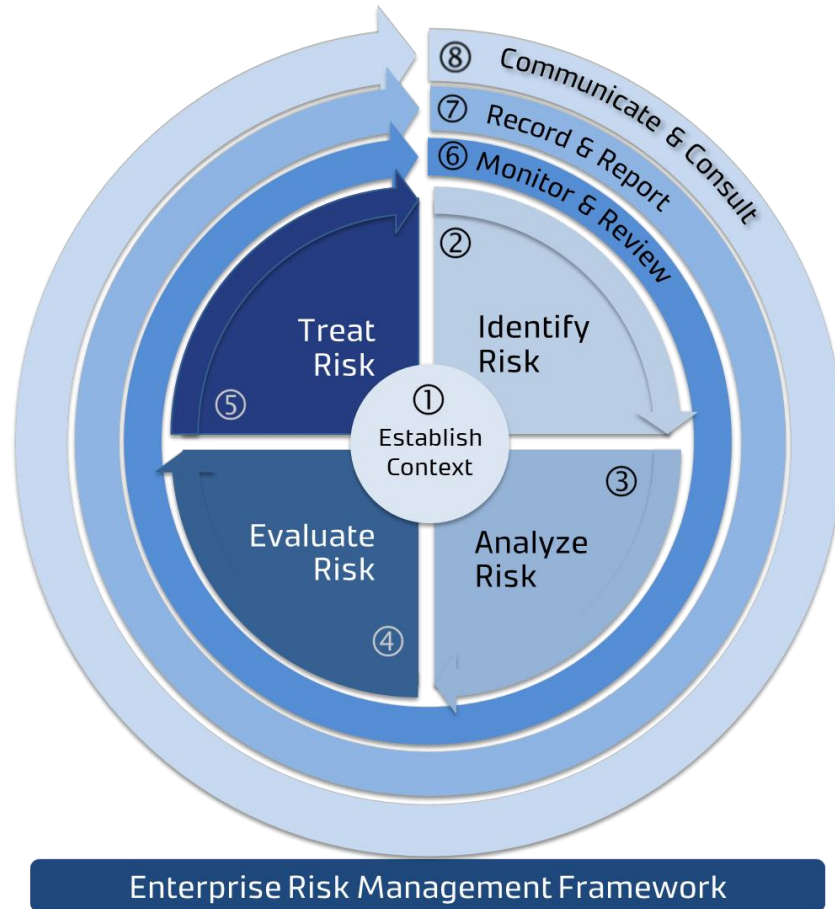 ⑧ Communicate & Consult
⑦ Record & Report
⑥ Monitor & Review
②
Identify
Risk
Treat
Risk
⑤
①
Establish
Context
③
Analyze
Risk
Evaluate
Risk
④
Enterprise Risk Management Framework